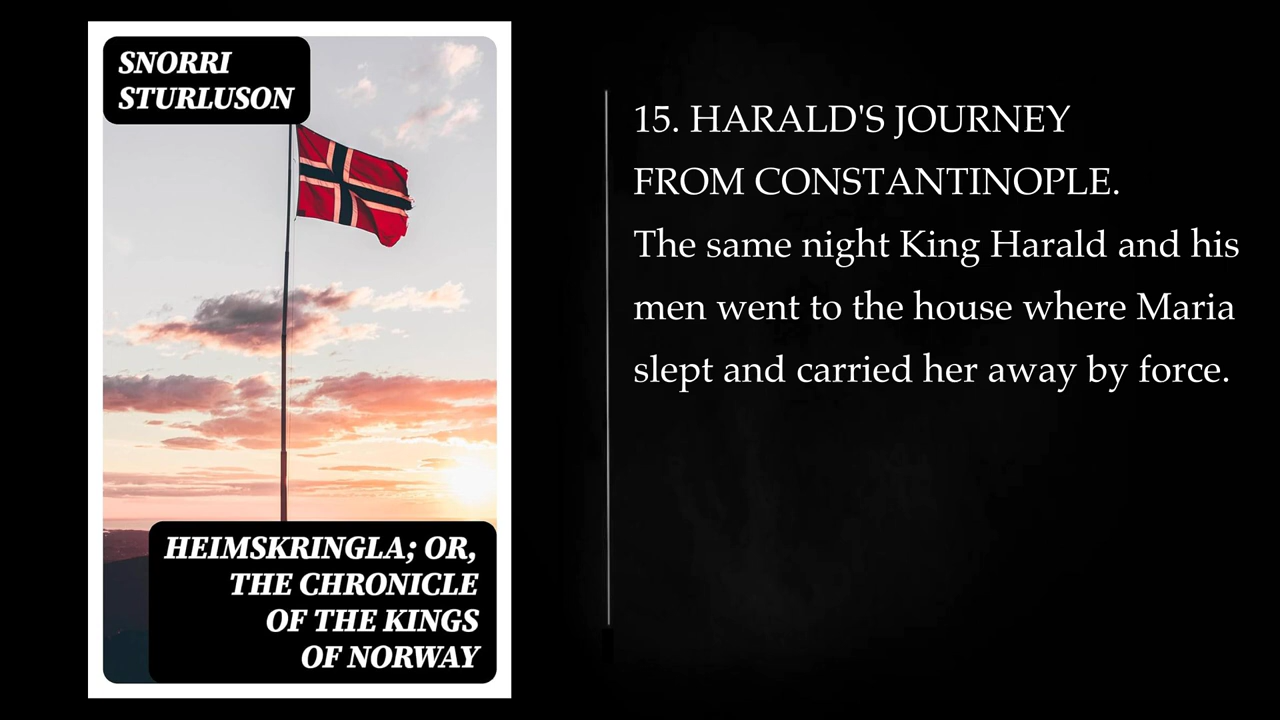 SNORRI
STURLUSON
HEIMSKRINGLA; OR,
THE CHRONICLE
OF THE KINGS
OF NORWAY
15. HARALD'S JOURNEY
FROM CONSTANTINOPLE.
The same night King Harald and his
men went to the house where Maria
slept and carried her away by force.